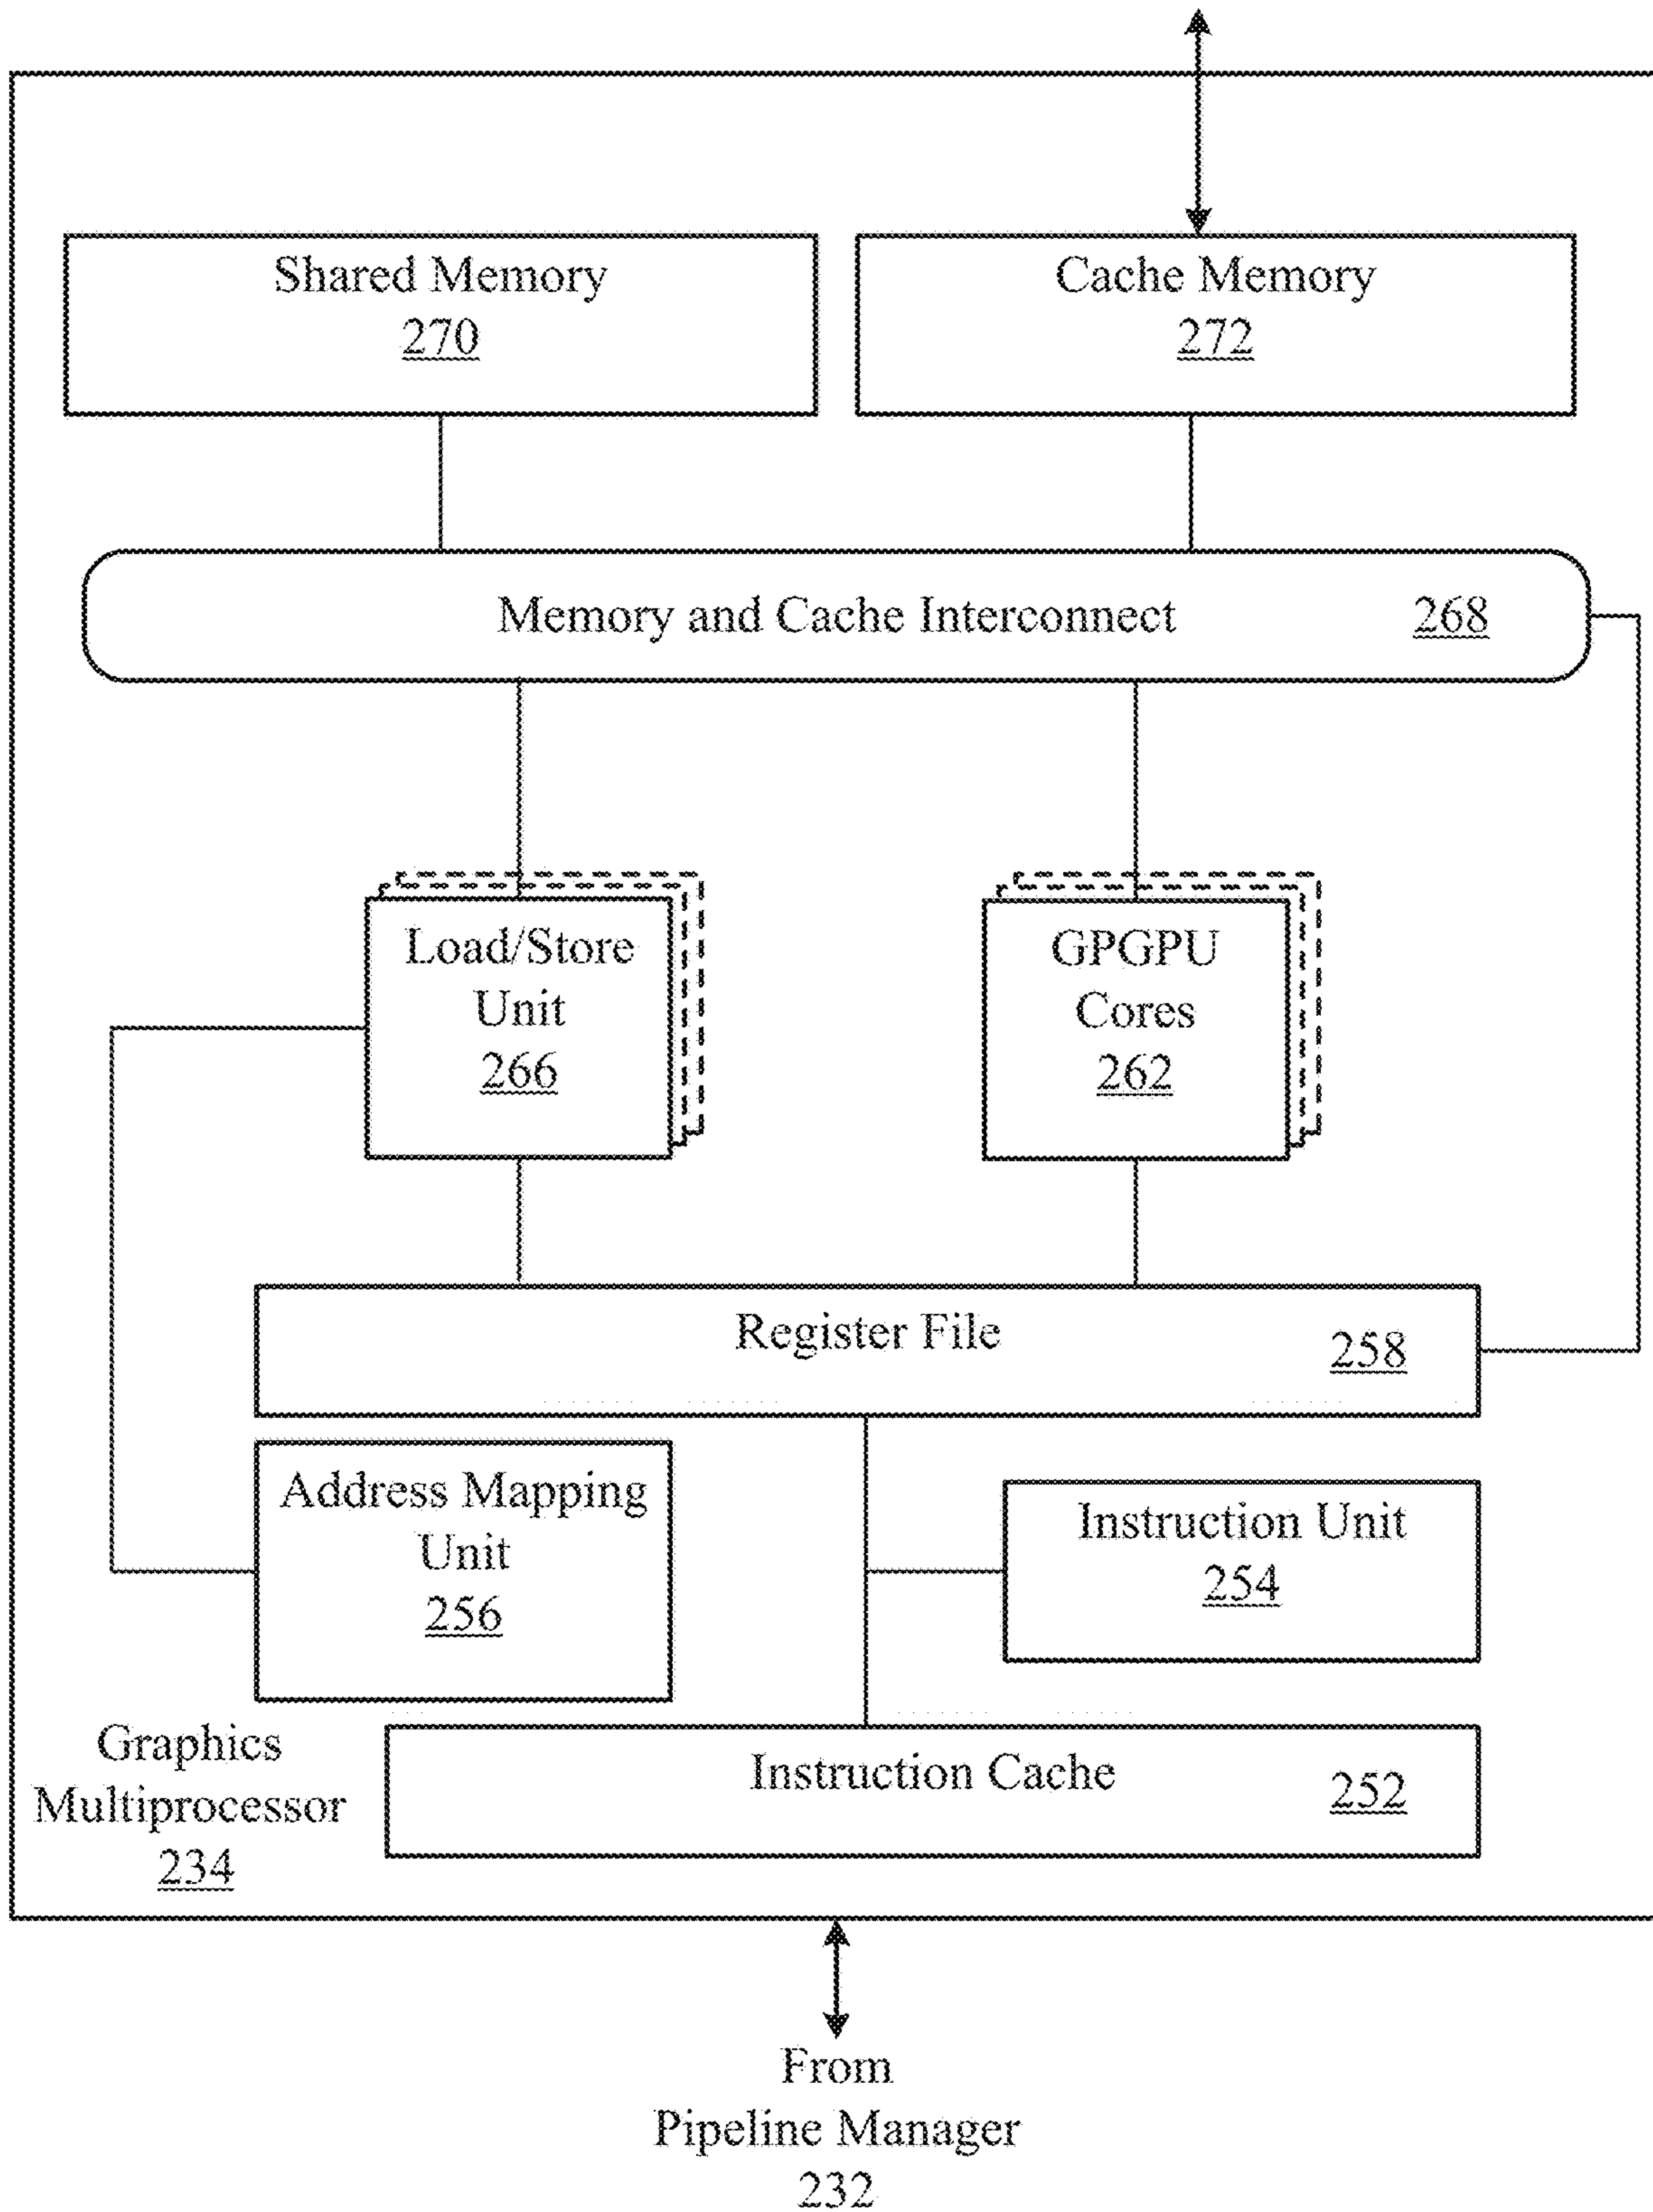 Shared Memory
270
Cache Memory
272
Memory and Cache Interconnect 268
Load/Store
Unit
266
GPGPU
Cores
262
Register File 258
Address Mapping
Unit
256
Instruction Unit
254
Graphics
Multiprocessor
234
Instruction Cache 252
From
Pipeline Manager
232